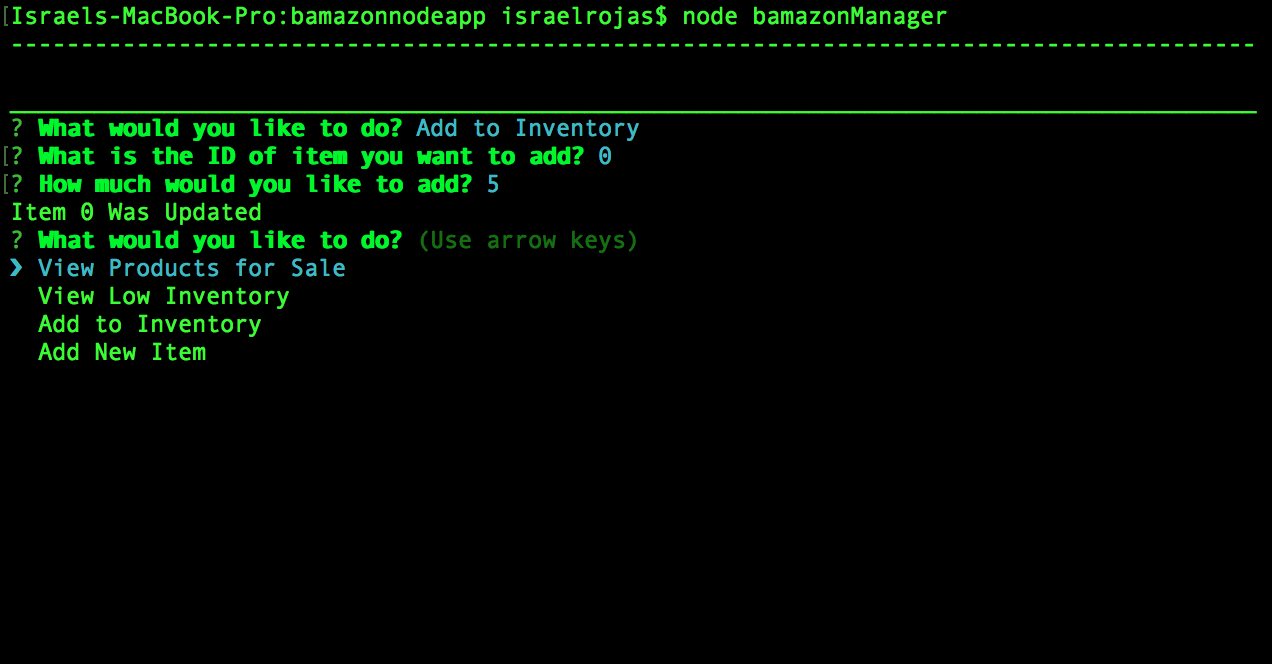 [Israels-MacBook-Pro:bamazonnodeapp israelrojas$ node bamazonManager
-----------------------------------------------------------------------------------------
? What would you like to do? Add to Inventory
[? What is the ID of item you want to add? 0
[? How much would you like to add? 5
Item 0 Was Updated
? What would you like to do? (Use arrow keys)
❯ View Products for Sale
  View Low Inventory
  Add to Inventory
  Add New Item